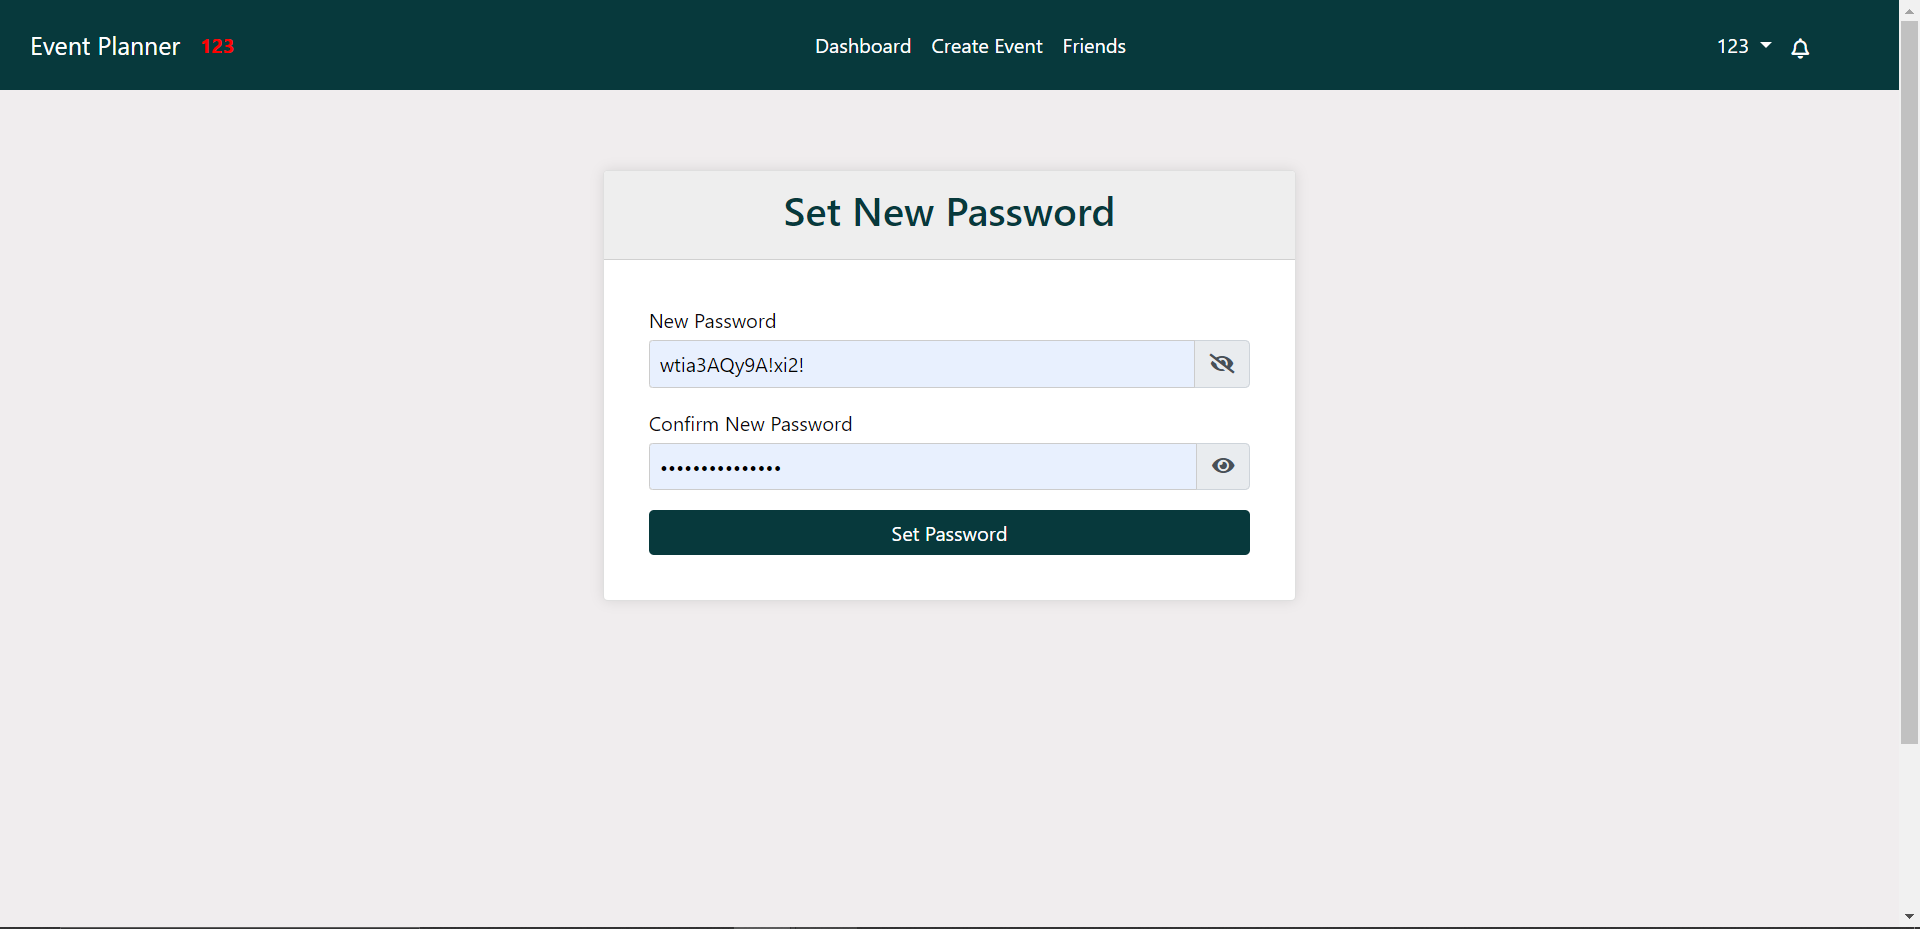 Event Planner 123 Dashboard Create Event Friends 123
Set New Password
New Password
wtia3AQy9A!xi2!
Confirm New Password
•••••••••••••••
Set Password